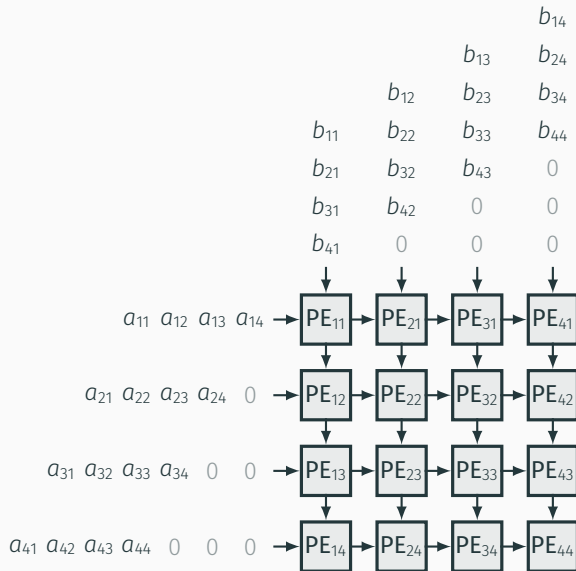 b₁₄
b₁₃ b₂₄
b₁₂ b₂₃ b₃₄
b₁₁ b₂₂ b₃₃ b₄₄
b₂₁ b₃₂ b₄₃ 0
b₃₁ b₄₂ 0 0
b₄₁ 0 0 0
a₁₁ a₁₂ a₁₃ a₁₄ PE₁₁ PE₂₁ PE₃₁ PE₄₁
a₂₁ a₂₂ a₂₃ a₂₄ 0 PE₁₂ PE₂₂ PE₃₂ PE₄₂
a₃₁ a₃₂ a₃₃ a₃₄ 0 0 PE₁₃ PE₂₃ PE₃₃ PE₄₃
a₄₁ a₄₂ a₄₃ a₄₄ 0 0 0 PE₁₄ PE₂₄ PE₃₄ PE₄₄